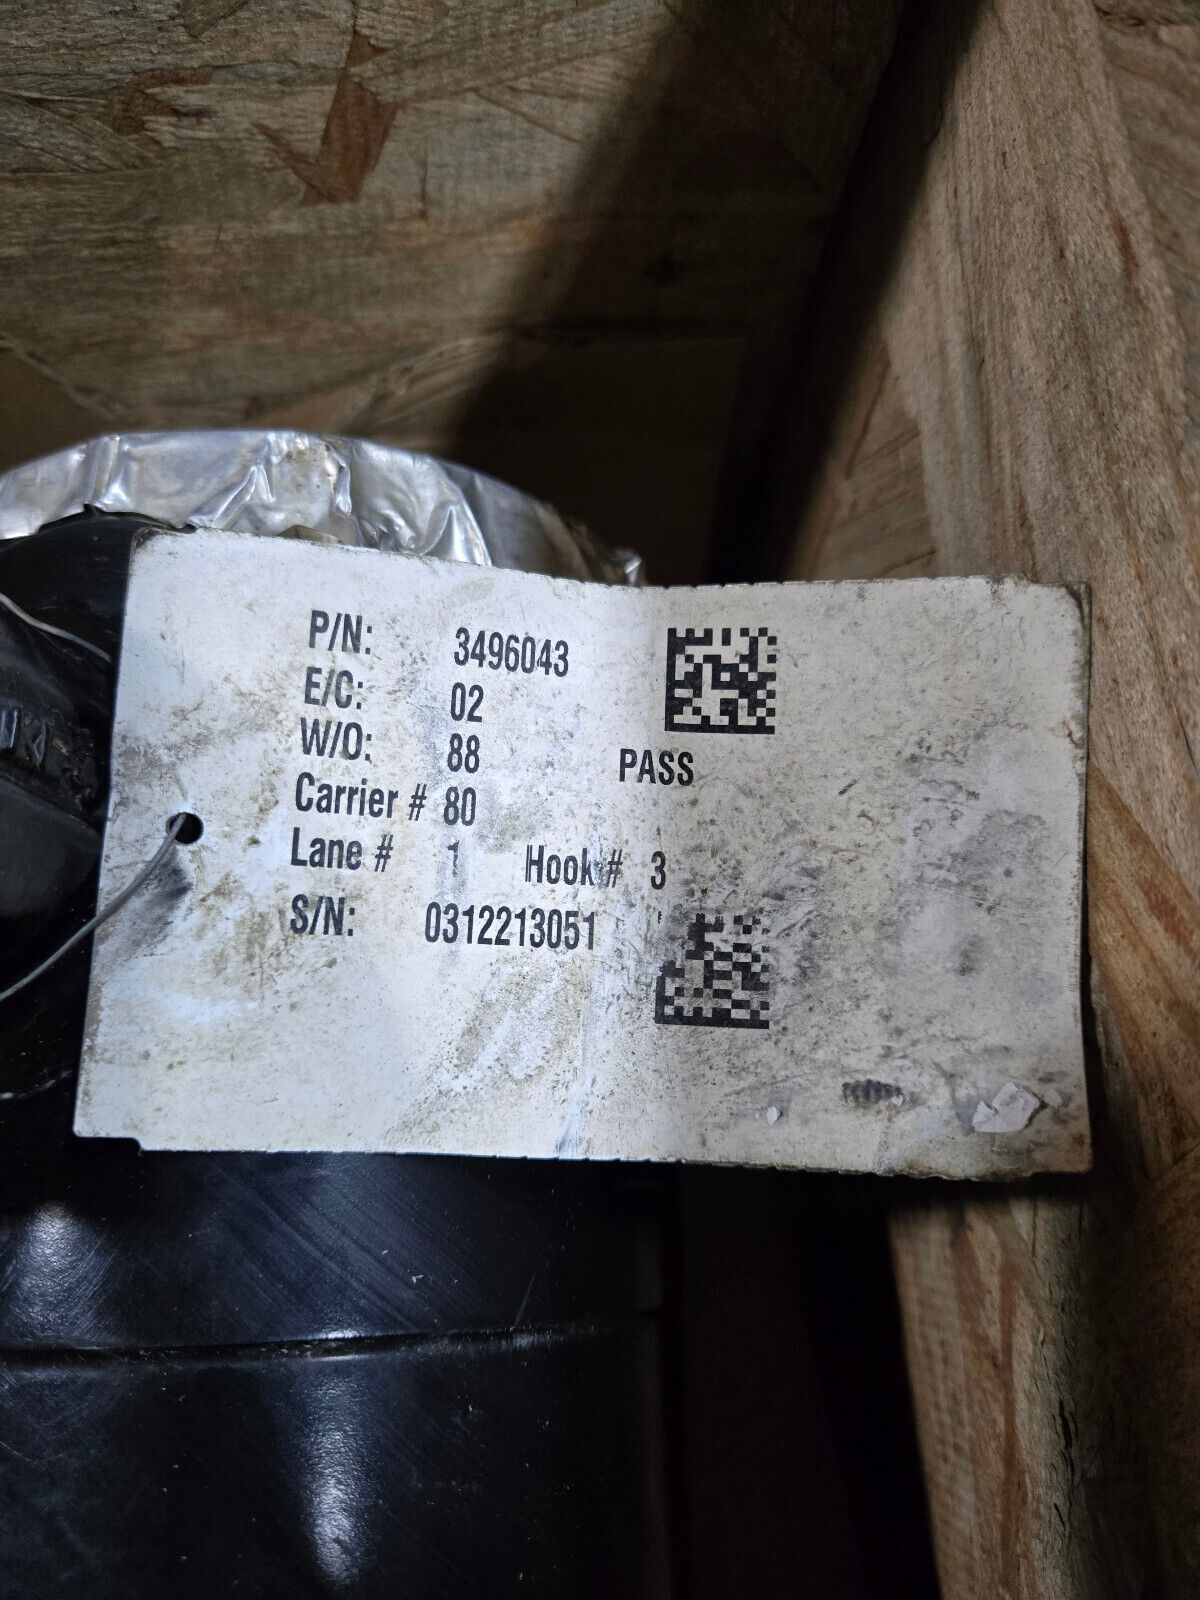 P/N: 3496043
E/C: 02
W/O: 88 PASS
Carrier # 80
Lane # 1 Hook # 3
S/N: 0312213051